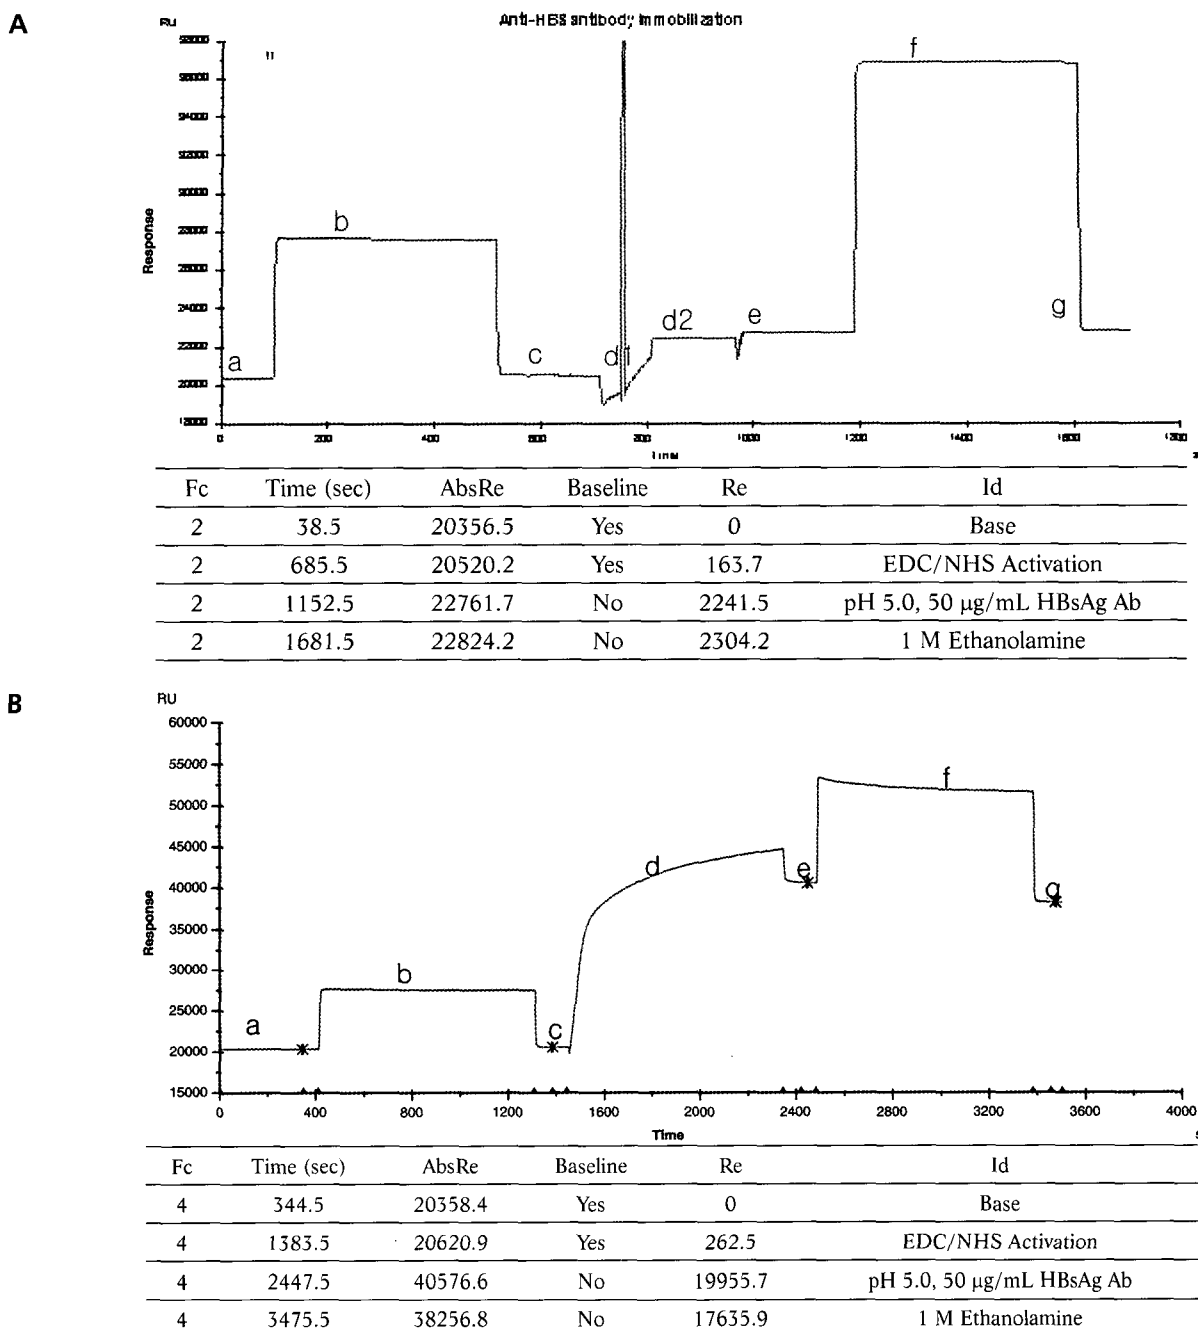 A
RU
Anti-HBS antibody immobilization
"
f
b
Response
g
d2
e
c
d1
a
0
200
400
600
800
1000
1200
1400
1600
1800
Time
s
Fc Time (sec) AbsRe Baseline Re Id
2 38.5 20356.5 Yes 0 Base
2 685.5 20520.2 Yes 163.7 EDC/NHS Activation
2 1152.5 22761.7 No 2241.5 pH 5.0, 50 μg/mL HBsAg Ab
2 1681.5 22824.2 No 2304.2 1 M Ethanolamine
B
RU
60000
55000
50000
45000
40000
35000
30000
25000
20000
15000
Response
f
d
e
g
b
c
a
0 400 800 1200 1600 2000 2400 2800 3200 3600 4000
Time
s
Fc Time (sec) AbsRe Baseline Re Id
4 344.5 20358.4 Yes 0 Base
4 1383.5 20620.9 Yes 262.5 EDC/NHS Activation
4 2447.5 40576.6 No 19955.7 pH 5.0, 50 μg/mL HBsAg Ab
4 3475.5 38256.8 No 17635.9 1 M Ethanolamine